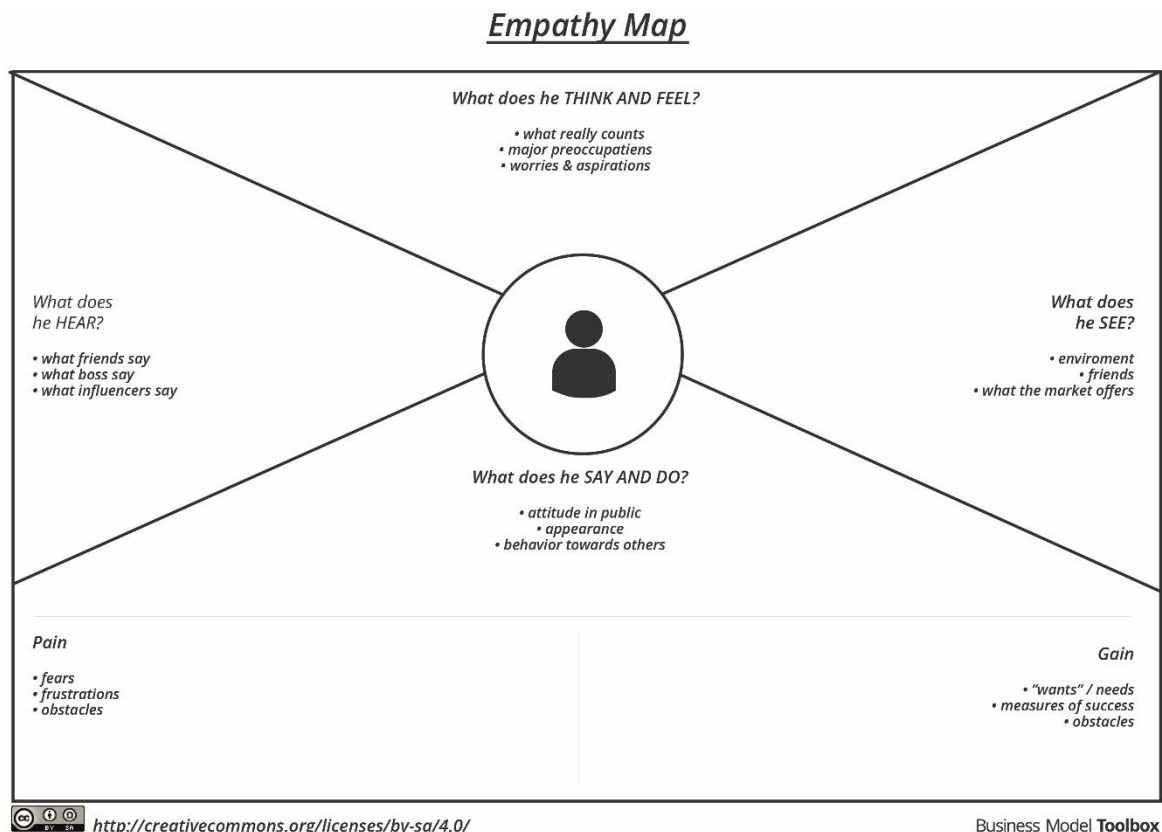 Empathy Map
What does he THINK AND FEEL?
• what really counts
• major preoccupatiens
• worries & aspirations
What does
he HEAR?
• what friends say
• what boss say
• what influencers say
What does
he SEE?
• enviroment
• friends
• what the market offers
What does he SAY AND DO?
• attitude in public
• appearance
• behavior towards others
Pain
• fears
• frustrations
• obstacles
Gain
• “wants“ / needs
• measures of success
• obstacles
cc BY SA http://creativecommons.org/licenses/by-sa/4.0/
Business Model Toolbox